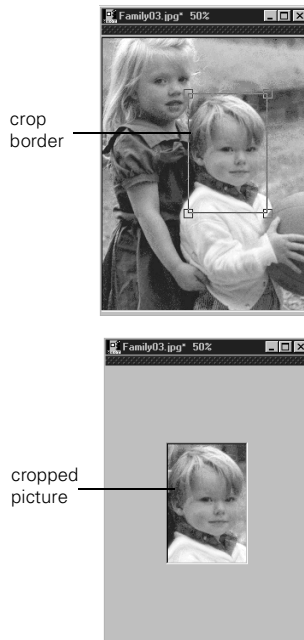 Family03.jpg* 50%
crop
border
Family03.jpg* 50%
cropped
picture